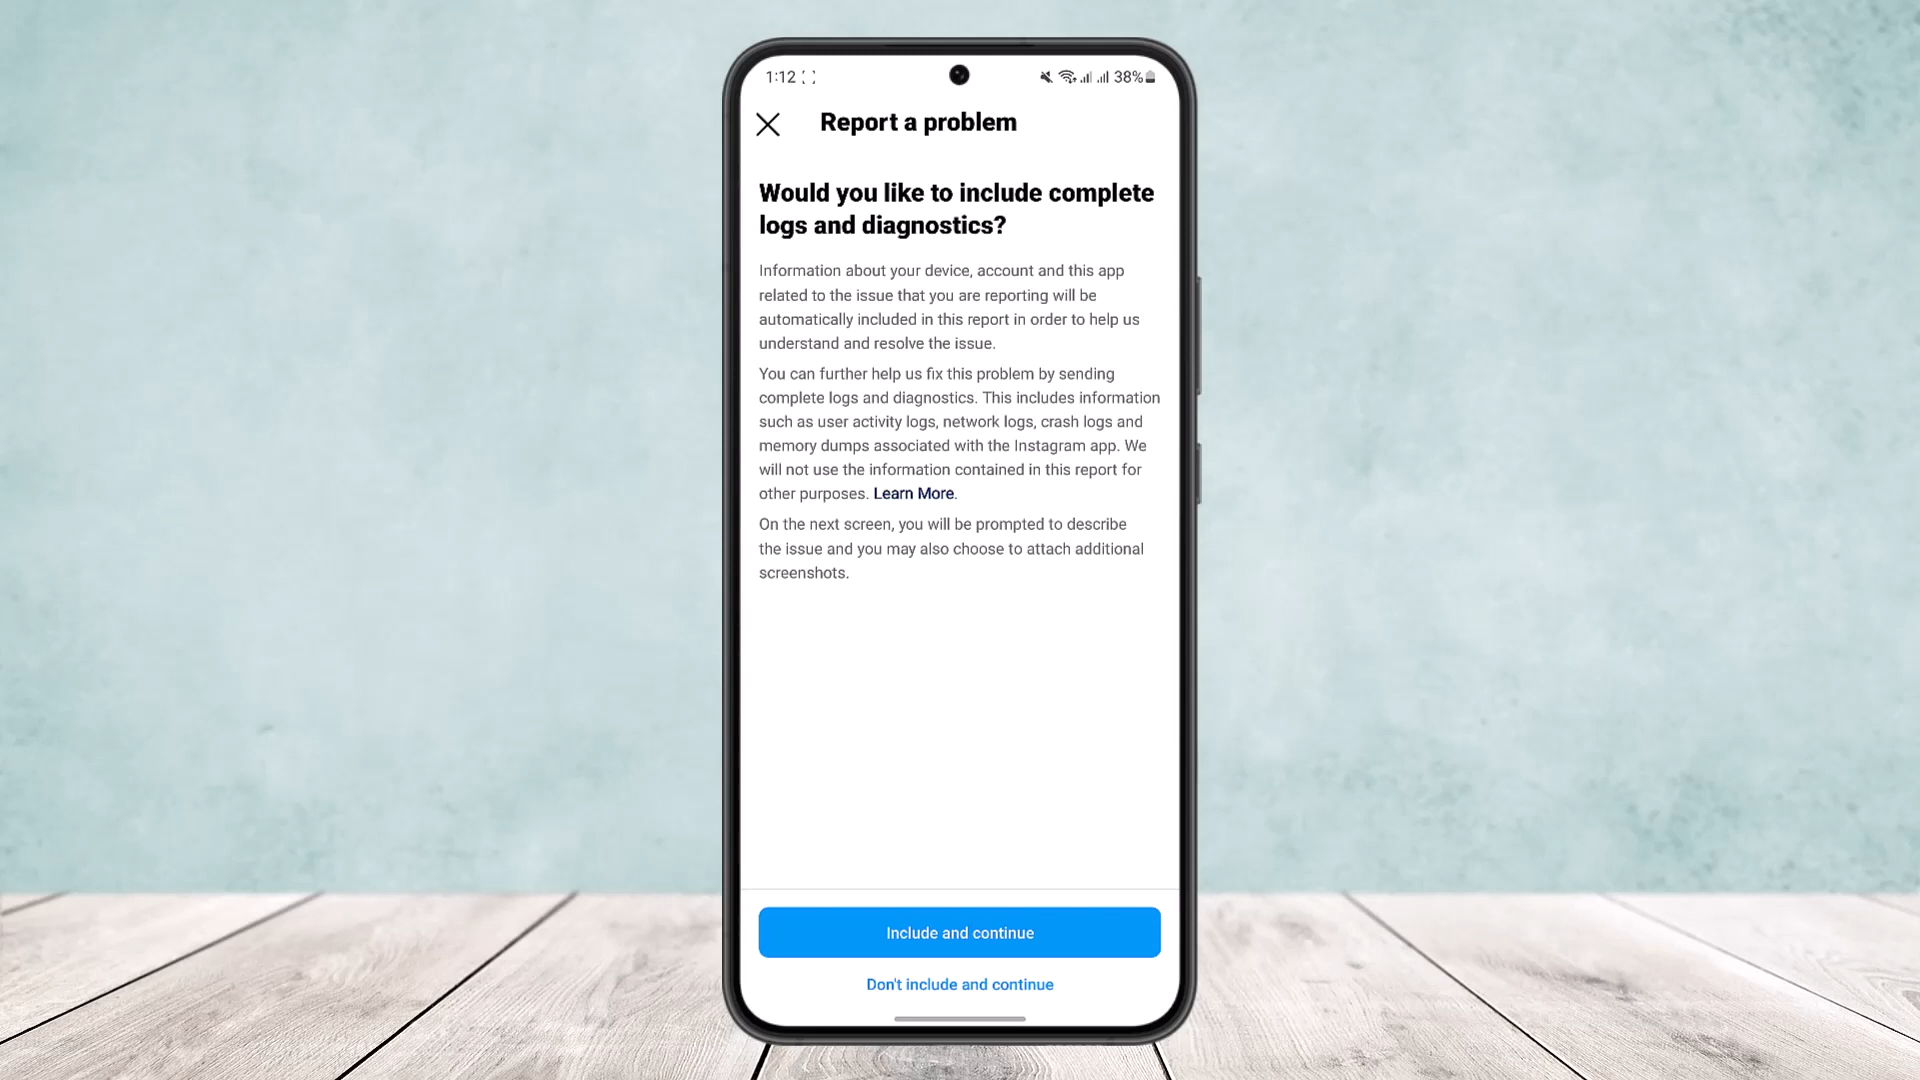 1:12 38%
Report a problem
Would you like to include complete
logs and diagnostics?
Information about your device, account and this app
related to the issue that you are reporting will be
automatically included in this report in order to help us
understand and resolve the issue.
You can further help us fix this problem by sending
complete logs and diagnostics. This includes information
such as user activity logs, network logs, crash logs and
memory dumps associated with the Instagram app. We
will not use the information contained in this report for
other purposes. Learn More.
On the next screen, you will be prompted to describe
the issue and you may also choose to attach additional
screenshots.
Include and continue
Don't include and continue